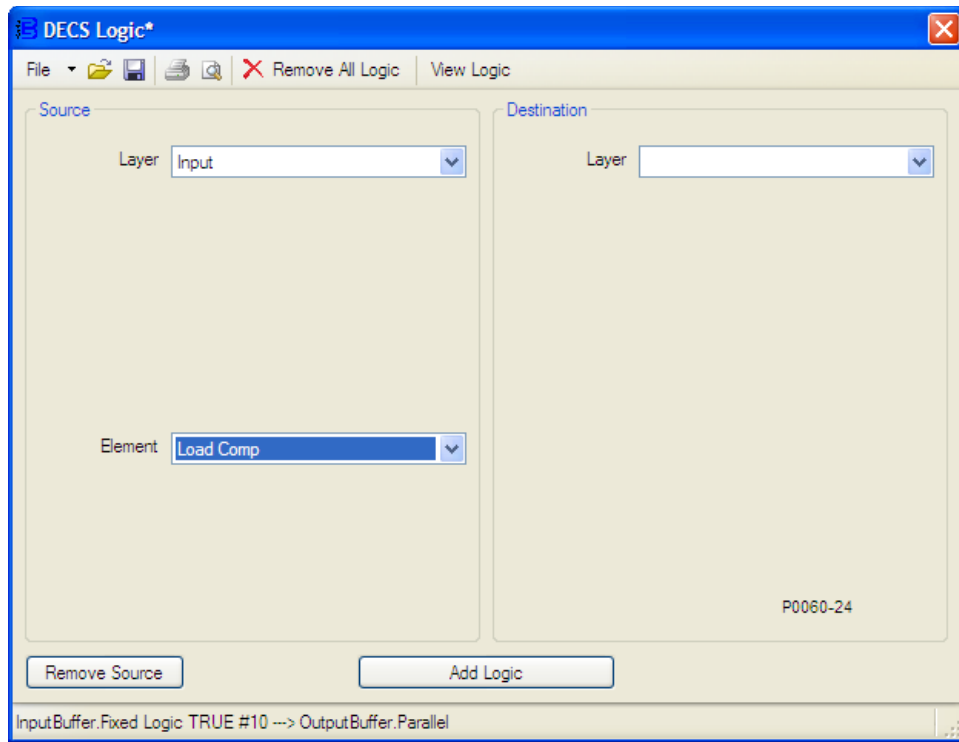 DECS Logic*
File Remove All Logic View Logic
Source
Layer Input
Element Load Comp
Destination
Layer
P0060-24
Remove Source Add Logic
InputBuffer.Fixed Logic TRUE #10 ---> OutputBuffer.Parallel